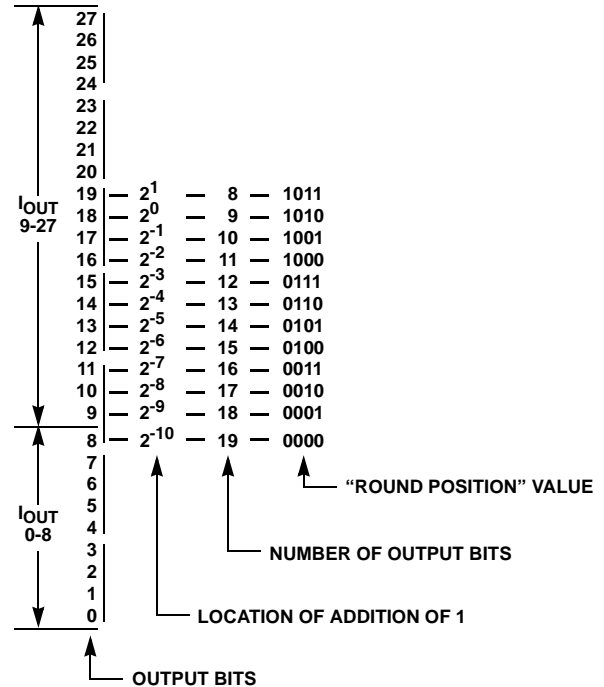 27
26
25
24
23
22
21
20
19 — 2^1 — 8 — 1011
18 — 2^0 — 9 — 1010
17 — 2^-1 — 10 — 1001
16 — 2^-2 — 11 — 1000
15 — 2^-3 — 12 — 0111
14 — 2^-4 — 13 — 0110
13 — 2^-5 — 14 — 0101
12 — 2^-6 — 15 — 0100
11 — 2^-7 — 16 — 0011
10 — 2^-8 — 17 — 0010
9 — 2^-9 — 18 — 0001
8 — 2^-10 — 19 — 0000
7
6
5
4
3
2
1
0
IOUT
9-27
IOUT
0-8
“ROUND POSITION” VALUE
NUMBER OF OUTPUT BITS
LOCATION OF ADDITION OF 1
OUTPUT BITS